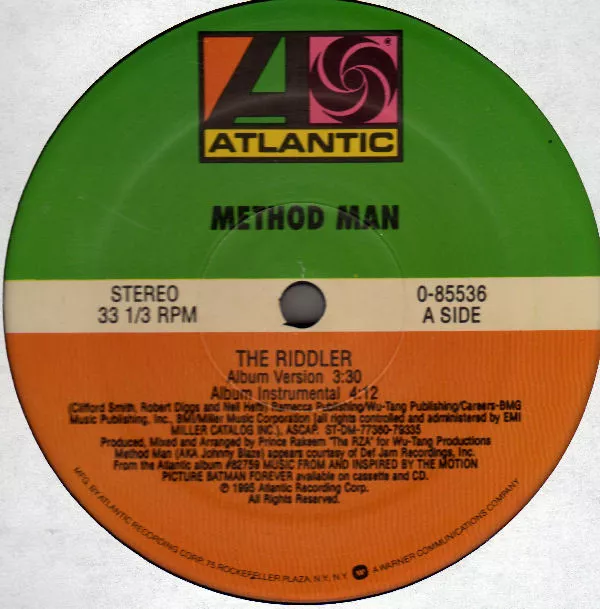 ATLANTIC
METHOD MAN
STEREO
33 1/3 RPM
0-85536
A SIDE
THE RIDDLER
Album Version 3:30
Album Instrumental 4:12
(Clifford Smith, Robert Diggs and Neil Hefti) Ramecca Publishing/Wu-Tang Publishing/Careers-BMG
Music Publishing, Inc. BMI/Miller Music Corporation (all rights controlled and administered by EMI
MILLER CATALOG INC.), ASCAP. ST-DM-77380-79335
Produced, Mixed and Arranged by Prince Rakeem "The RZA" for Wu-Tang Productions
Method Man (AKA Johnny Blaze) appears courtesy of Def Jam Recordings, Inc.
From the Atlantic album #82759 MUSIC FROM AND INSPIRED BY THE MOTION
PICTURE BATMAN FOREVER available on cassette and CD.
℗ © 1995 Atlantic Recording Corp.
All Rights Reserved.
MFG. BY ATLANTIC RECORDING CORP., 75 ROCKEFELLER PLAZA, N.Y., N.Y. A WARNER COMMUNICATIONS COMPANY